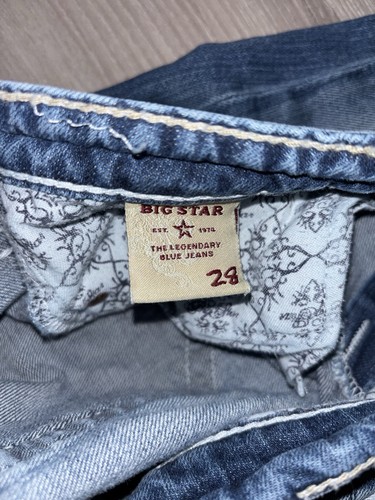 BIG STAR
EST. 1974
THE LEGENDARY
BLUE JEANS
28